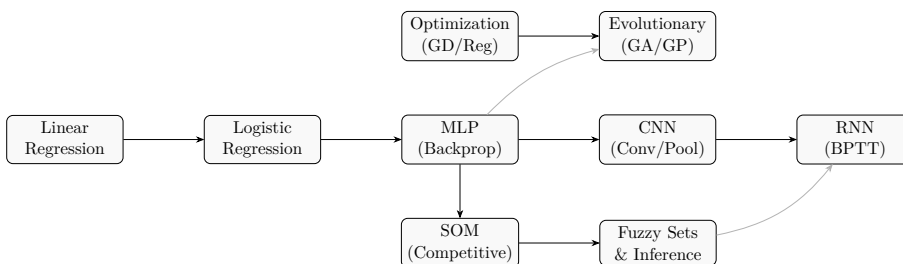 Optimization
(GD/Reg)
Evolutionary
(GA/GP)
Linear
Regression
Logistic
Regression
MLP
(Backprop)
CNN
(Conv/Pool)
RNN
(BPTT)
SOM
(Competitive)
Fuzzy Sets
& Inference